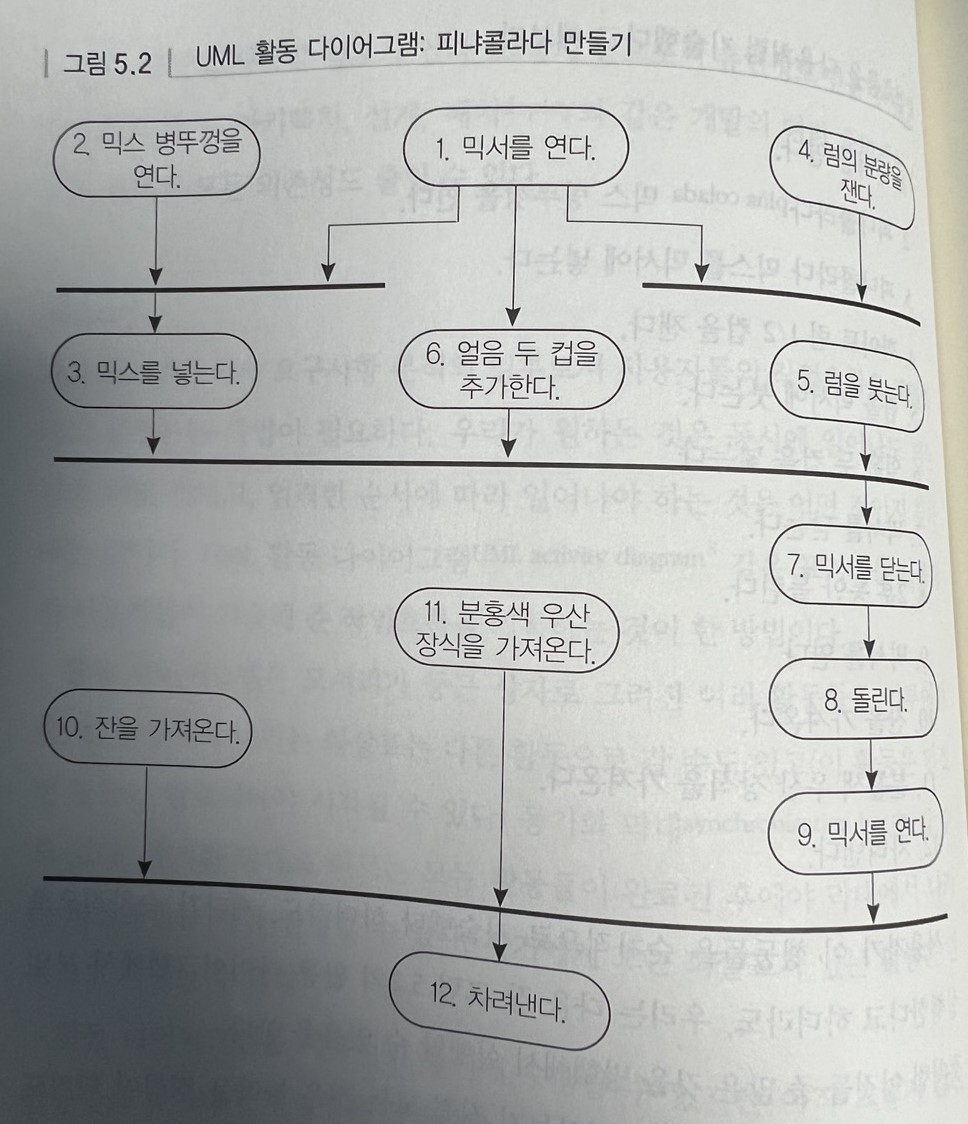 그림 5.2 UML 활동 다이어그램: 피냐콜라다 만들기
2. 믹스 병뚜껑을
연다.
1. 믹서를 연다.
4. 럼의 분량을
잰다.
3. 믹스를 넣는다.
6. 얼음 두 컵을
추가한다.
5. 럼을 붓는다.
7. 믹서를 닫는다.
11. 분홍색 우산
장식을 가져온다.
8. 돌린다.
10. 잔을 가져온다.
9. 믹서를 연다.
12. 차려낸다.